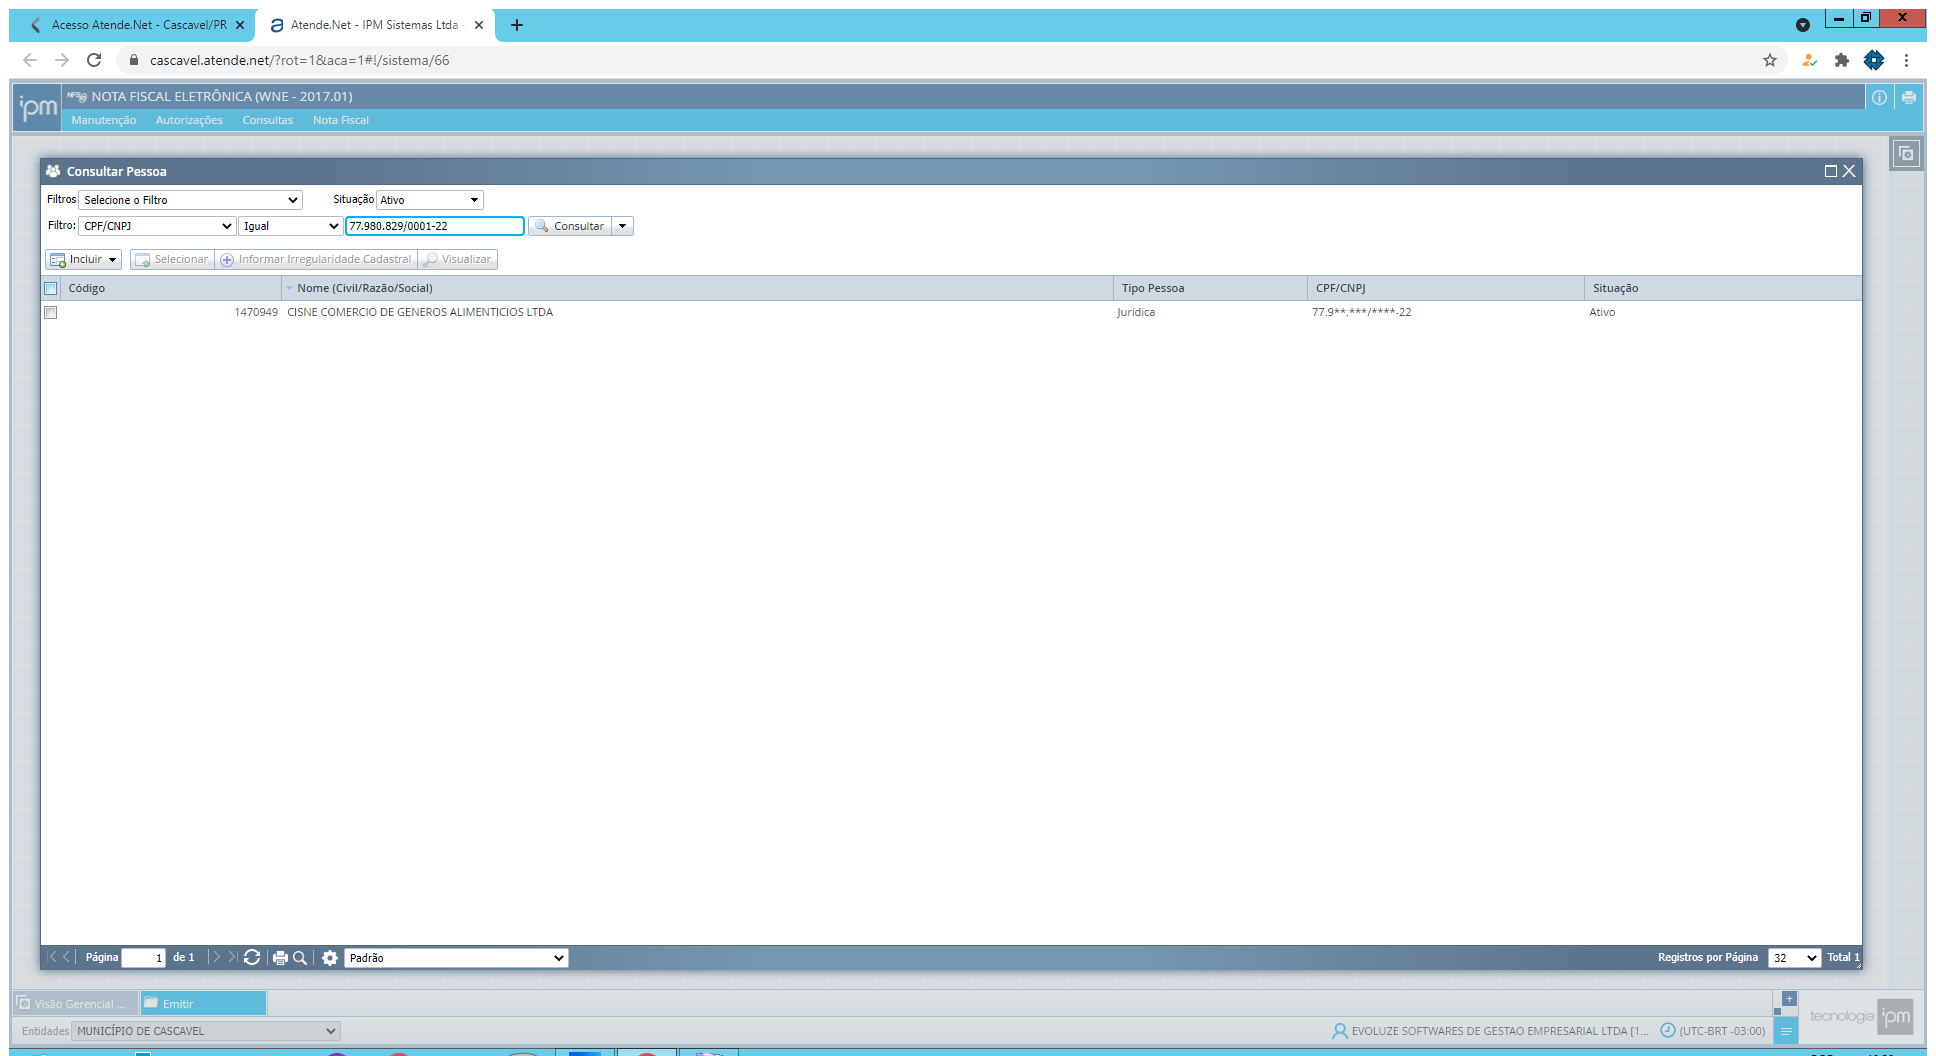 Acesso Atende.Net - Cascavel/PR
Atende.Net - IPM Sistemas Ltda -
cascavel.atende.net/?rot=1&aca=1#!/sistema/66
ipm
NFS-e NOTA FISCAL ELETRÔNICA (WNE - 2017.01)
Manutenção Autorizações Consultas Nota Fiscal
Consultar Pessoa
Filtros Selecione o Filtro Situação Ativo
Filtro: CPF/CNPJ Igual 77.980.829/0001-22 Consultar
Incluir Selecionar Informar Irregularidade Cadastral Visualizar
Código Nome (Civil/Razão/Social) Tipo Pessoa CPF/CNPJ Situação
1470949 CISNE COMERCIO DE GENEROS ALIMENTICIOS LTDA Jurídica 77.9**.***/****-22 Ativo
Página 1 de 1 Padrão Registros por Página 32 Total 1
Visão Gerencial ... Emitir
Entidades MUNICÍPIO DE CASCAVEL EVOLUZE SOFTWARES DE GESTAO EMPRESARIAL LTDA [1... (UTC-BRT -03:00) tecnologia ipm